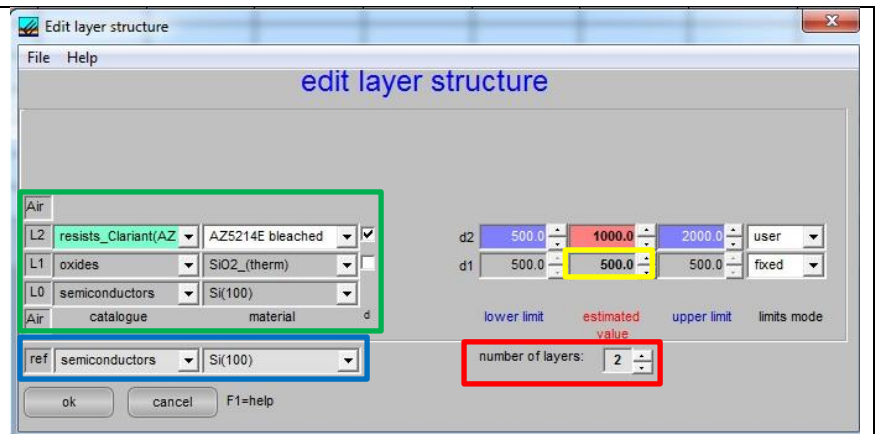 Edit layer structure
File Help
edit layer structure
Air
L2 resists_Clariant(AZ AZ5214E bleached d2 500.0 1000.0 2000.0 user
L1 oxides SiO2_(therm) d1 500.0 500.0 500.0 fixed
L0 semiconductors Si(100)
Air catalogue material d lower limit estimated value upper limit limits mode
ref semiconductors Si(100) number of layers: 2
ok cancel F1=help